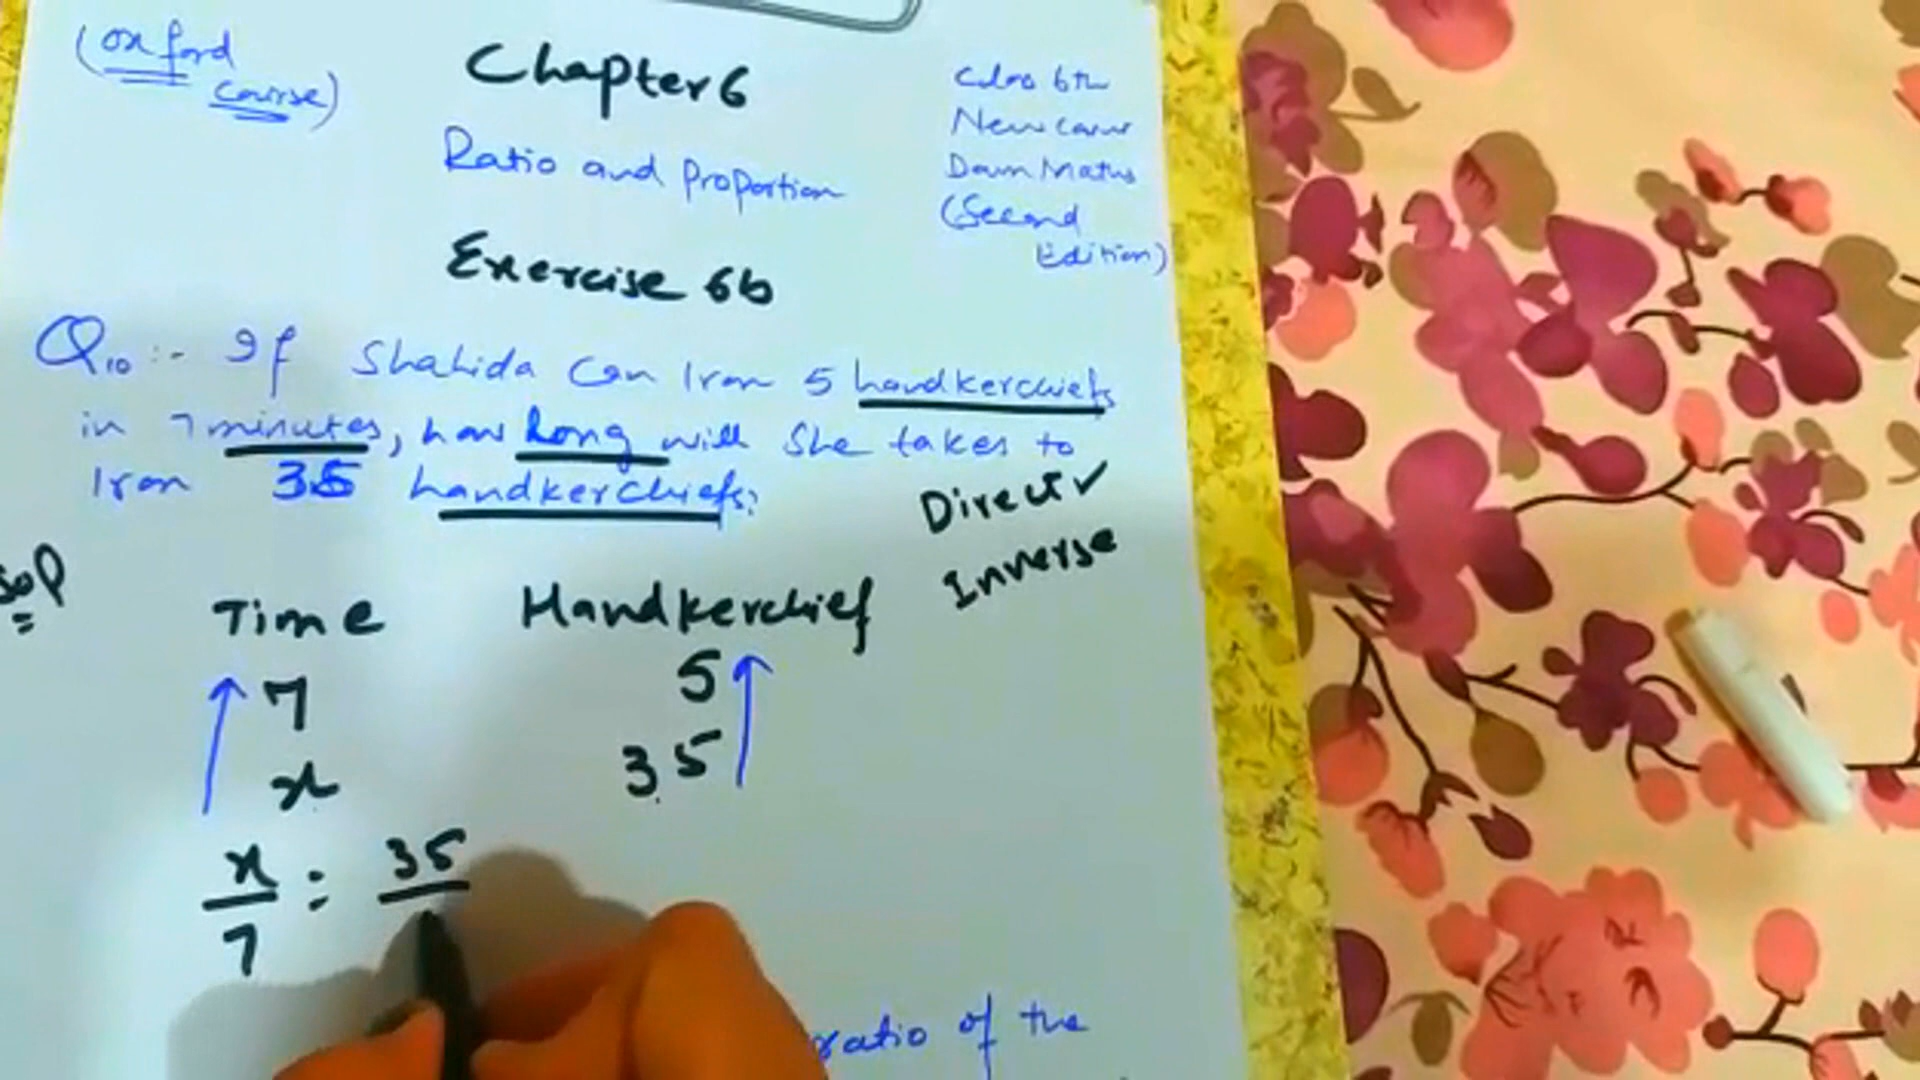 (oxford
course)
Chapter 6
Ratio and proportion
Class 6th
New
Maths
(Second
Edition)
Exercise 6b
Q10 :- If Shahida Can Iron 5 handkerchiefs
in 7 minutes, how long will She takes to
Iron 35 handkerchiefs?
Direct ✓
Inverse
Sol
Time Handkerchief
7 5
x 35
x/7 = 35/
ratio of the